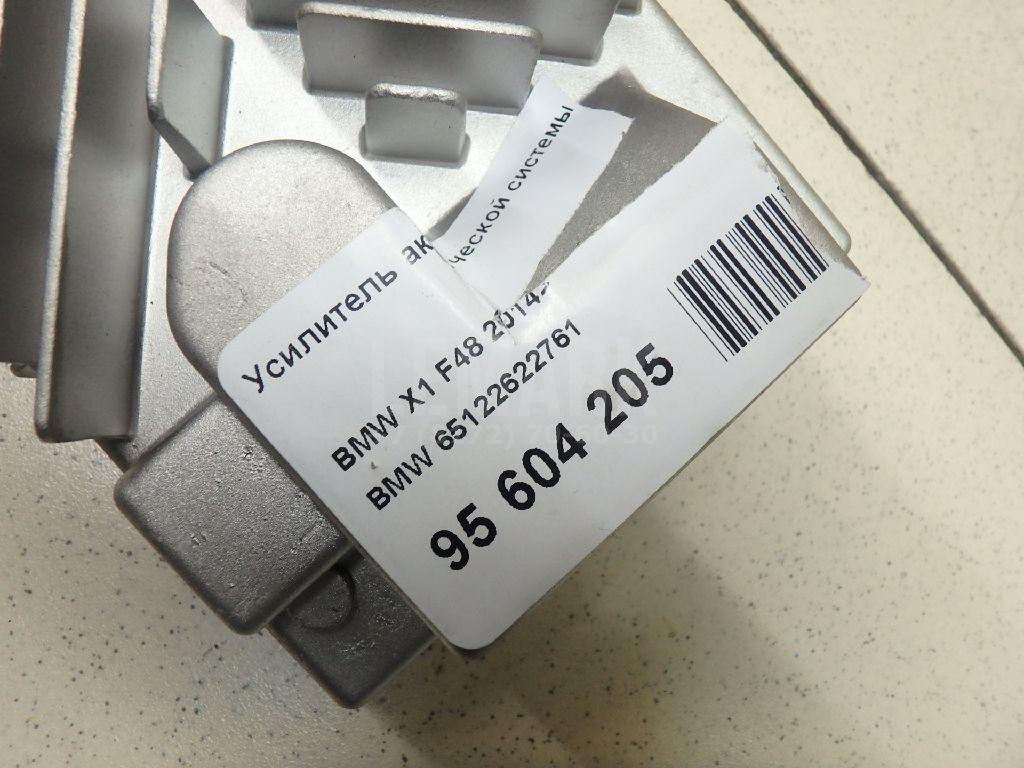 Усилитель ак
ческой системы
BMW X1 F48 2014-
BMW 65122622761
95 604 205